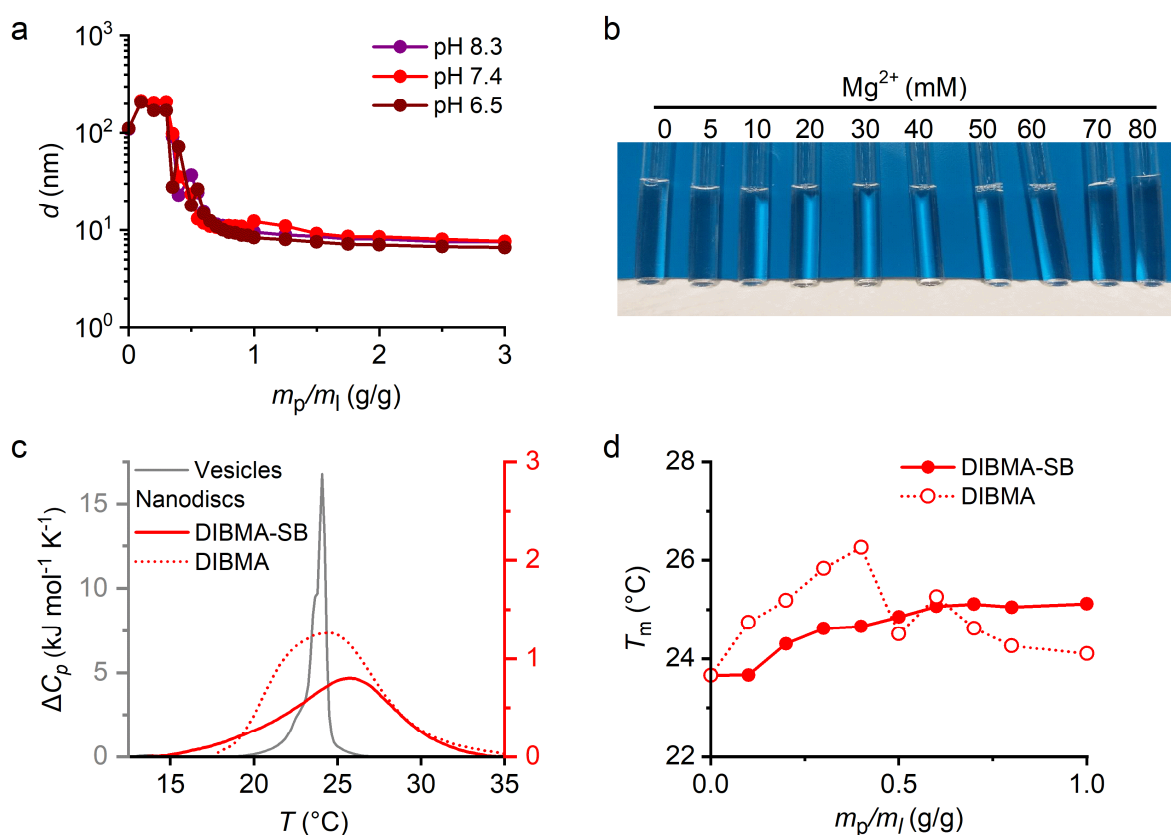 a
10³
10²
10¹
10⁰
d (nm)
0 1 2 3
mp/ml (g/g)
pH 8.3
pH 7.4
pH 6.5
b
Mg²⁺ (mM)
0 5 10 20 30 40 50 60 70 80
c
15
10
5
0
ΔCp (kJ mol⁻¹ K⁻¹)
Vesicles
Nanodiscs
DIBMA-SB
DIBMA
3
2
1
0
15 20 25 30 35
T (°C)
d
28
26
24
22
Tm (°C)
DIBMA-SB
DIBMA
0.0 0.5 1.0
mp/ml (g/g)